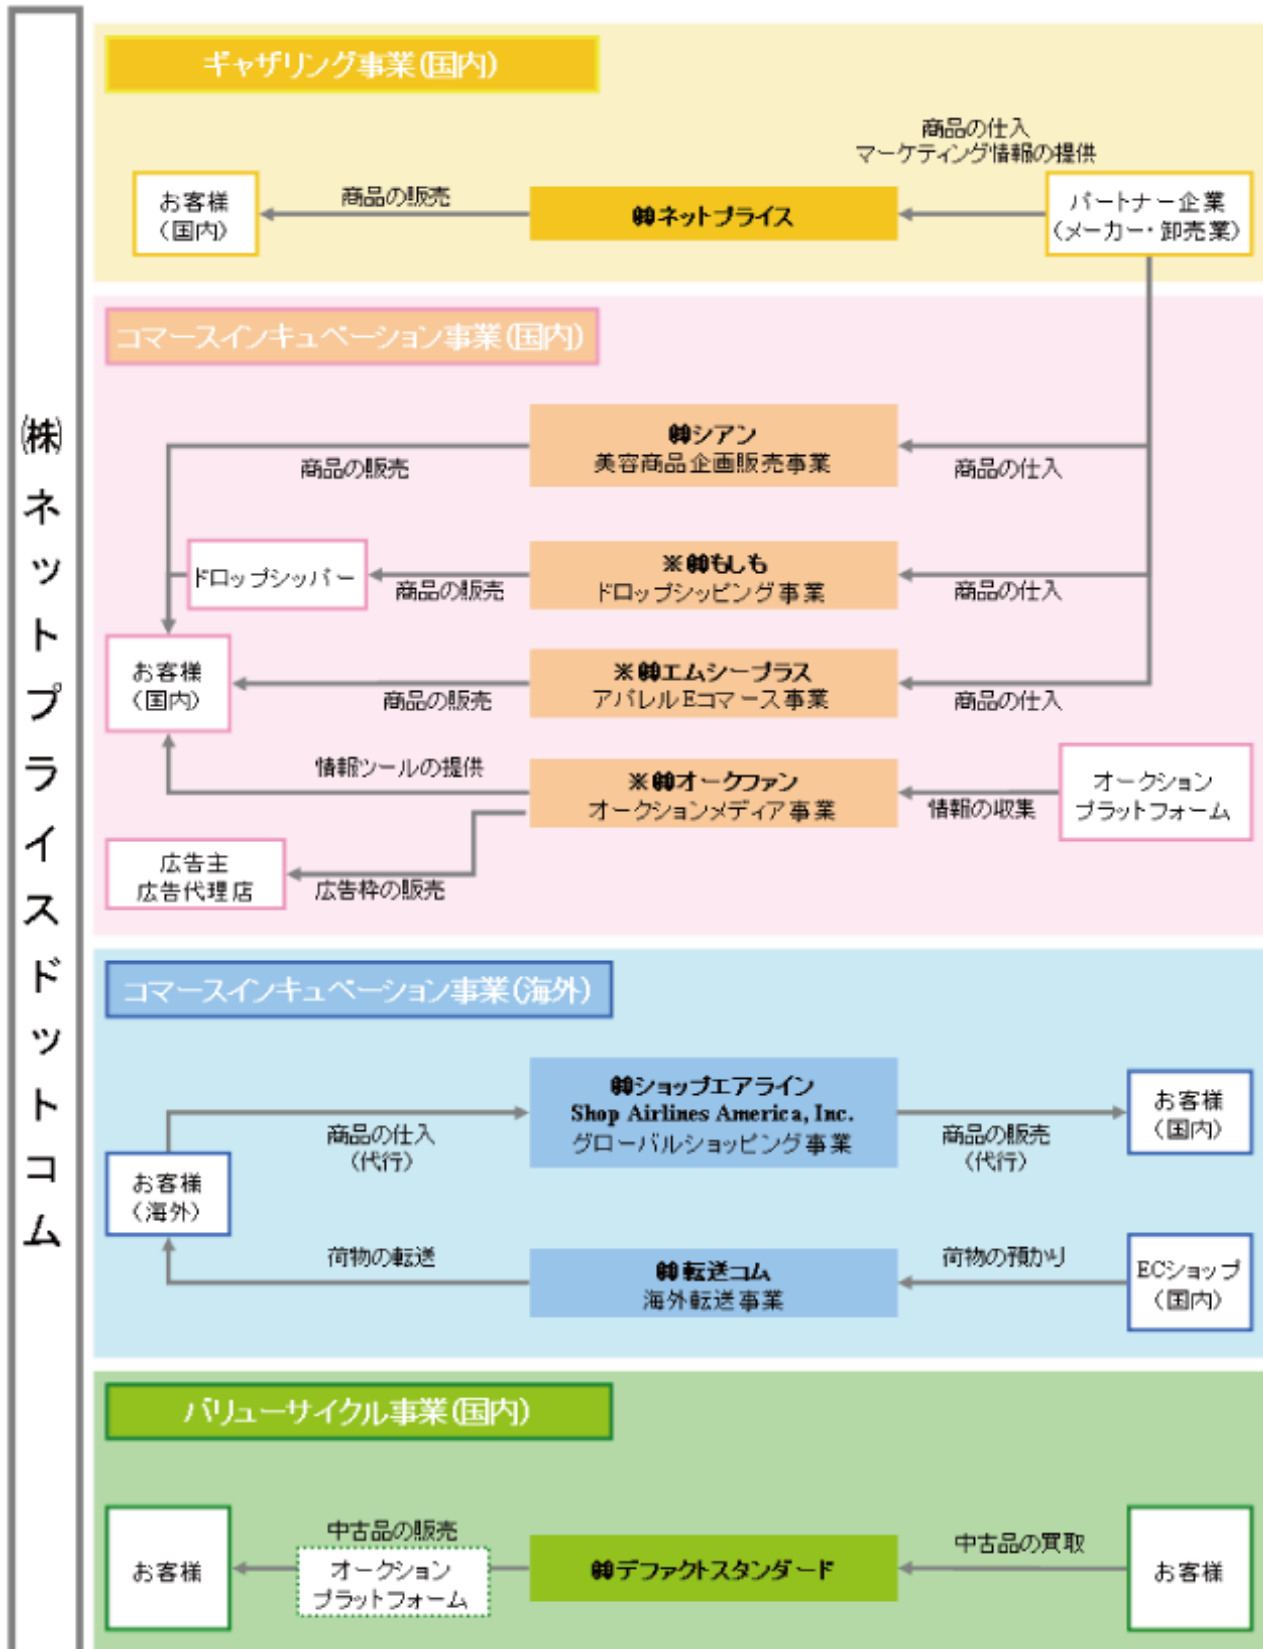 ㈱ネットプライスドットコム
ギャザリング事業(国内)
商品の仕入
マーケティング情報の提供
お客様
(国内)
商品の販売
㈱ネットプライス
パートナー企業
(メーカー・卸売業)
コマースインキュベーション事業(国内)
㈱シアン
美容商品企画販売事業
商品の販売
商品の仕入
ドロップシッパー
商品の販売
※㈱もしも
ドロップシッピング事業
商品の仕入
お客様
(国内)
商品の販売
※㈱エムシープラス
アパレルEコマース事業
商品の仕入
情報ツールの提供
※㈱オークファン
オークションメディア事業
情報の収集
オークション
プラットフォーム
広告主
広告代理店
広告枠の販売
コマースインキュベーション事業(海外)
㈱ショップエアライン
Shop Airlines America, Inc.
グローバルショッピング事業
商品の仕入
(代行)
商品の販売
(代行)
お客様
(国内)
お客様
(海外)
荷物の転送
㈱転送コム
海外転送事業
荷物の預かり
ECショップ
(国内)
バリューサイクル事業(国内)
お客様
中古品の販売
オークション
プラットフォーム
㈱デファクトスタンダード
中古品の買取
お客様